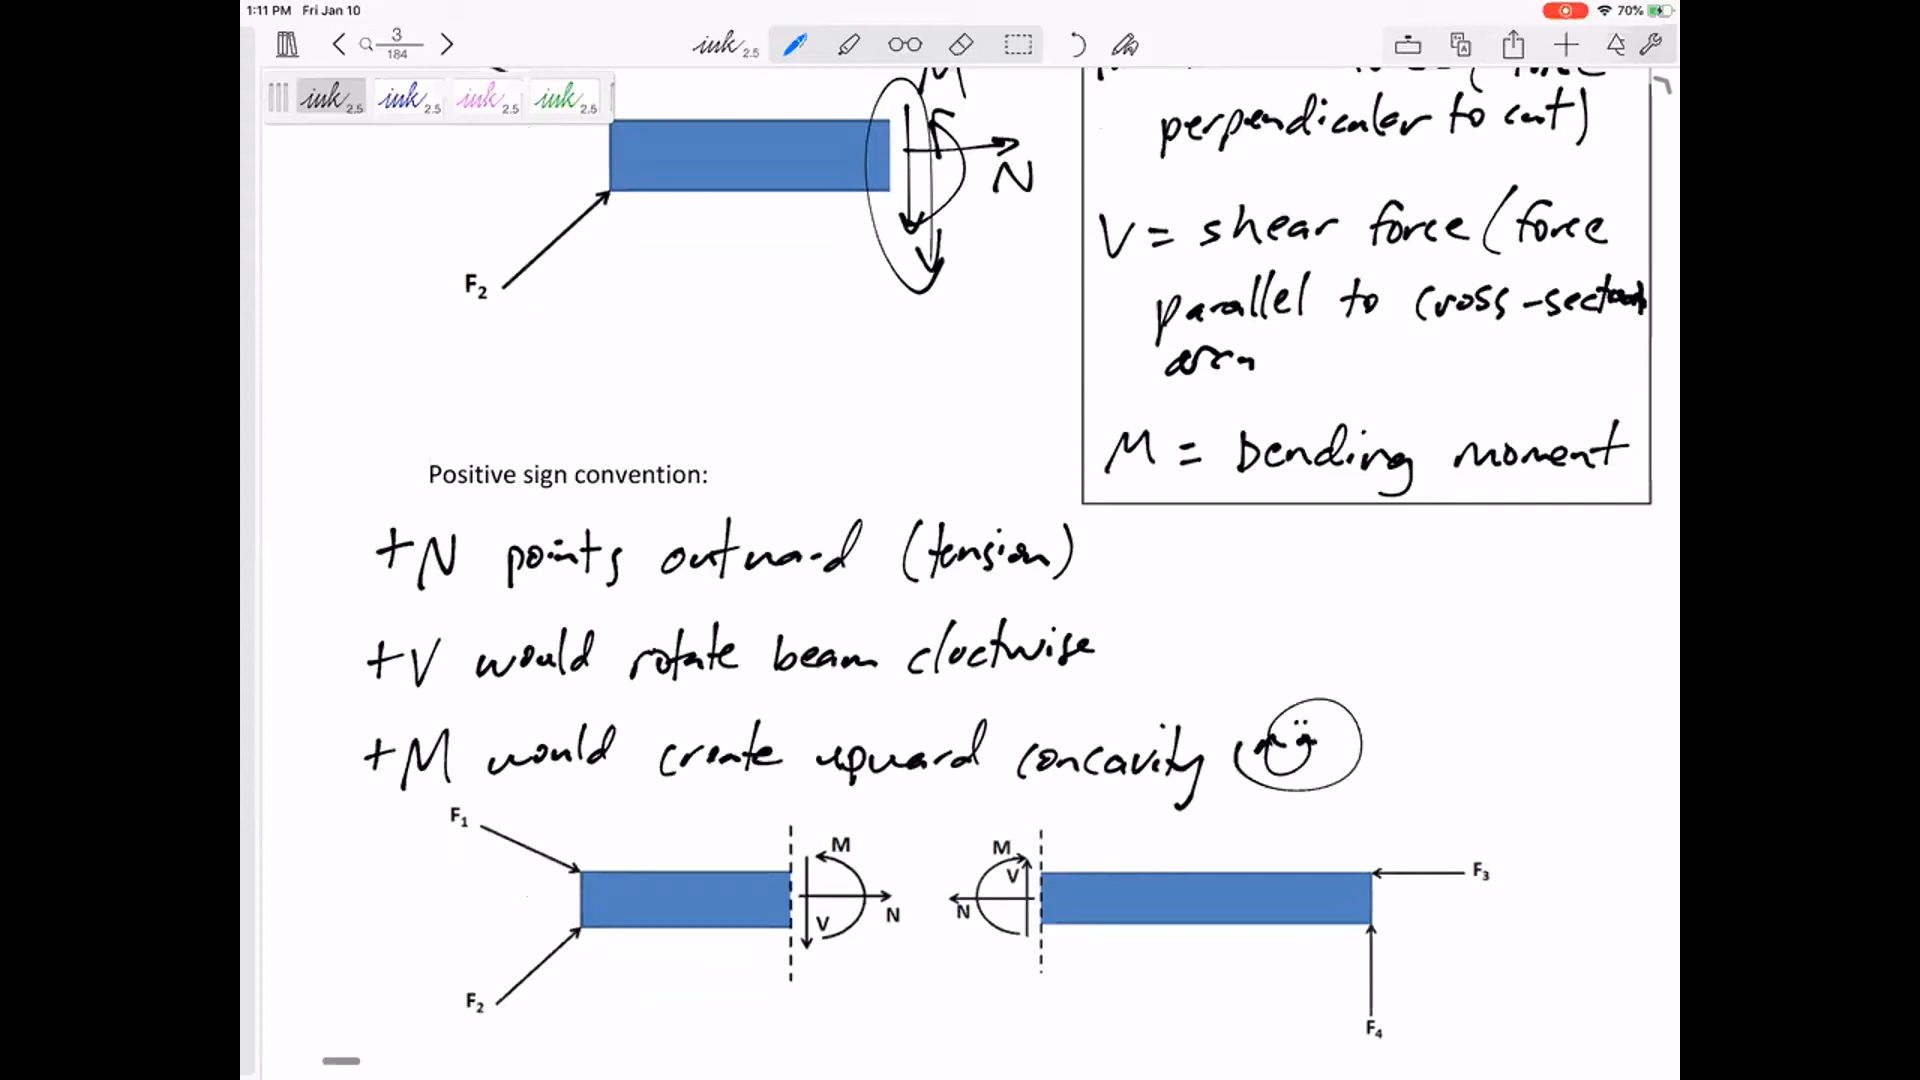 1:11 PM Fri Jan 10
70%
3
184
ink 2.5
ink 2.5 ink 2.5 ink 2.5 ink 2.5
M
N
V
F2
perpendicular to cut)
V = shear force (force
parallel to cross-section
area
M = bending moment
Positive sign convention:
+N points outward (tension)
+V would rotate beam clockwise
+M would create upward concavity
F1
M
V
N
F2
M
V
N
F3
F4